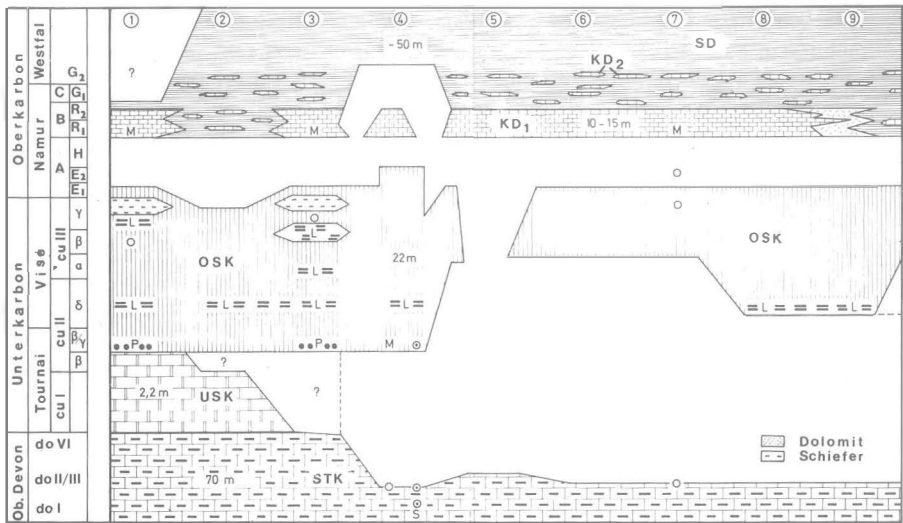 ① ② ③ ④ ⑤ ⑥ ⑦ ⑧ ⑨
Oberkarbon
Westfal
Namur
G₂
C G₁
B R₂
R₁
A H
E₂
E₁
Unterkarbon
Visé
Tournai
cu III
γ
β
α
cu II
δ
β/γ
β
cu I
Ob. Devon
do VI
do II/III
do I
?
~50 m
SD
KD₂
M
M
KD₁
10-15 m
M
L
L
OSK
L
22 m
OSK
L
L
L
L
L
L
P
P
M
?
2,2 m
USK
?
70 m
STK
S
Dolomit
Schiefer